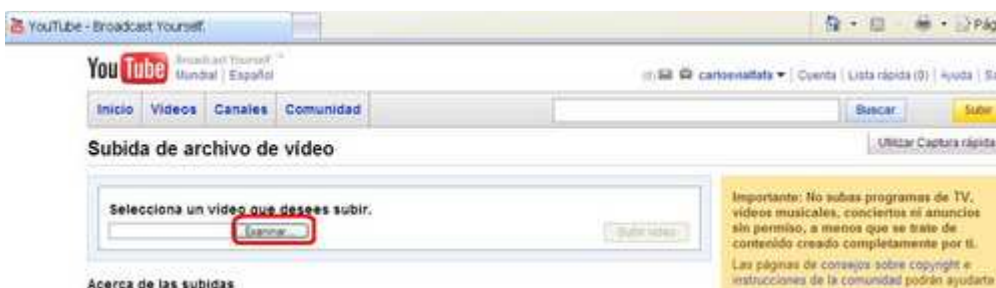 YouTube - Broadcast Yourself.
Pág
YouTube Broadcast Yourself ™
Mundial | Español
(0) | Cuenta | Lista rápida (0) | Ayuda |
Inicio Videos Canales Comunidad
Buscar Subir
Subida de archivo de vídeo
Utilizar Captura rápida
Selecciona un vídeo que desees subir.
Examinar...
Subir vídeo
Importante: No subas programas de TV,
vídeos musicales, conciertos ni anuncios
sin permiso, a menos que se trate de
contenido creado completamente por ti.
Las páginas de consejos sobre copyright e
instrucciones de la comunidad podrán ayudarte
Acerca de las subidas